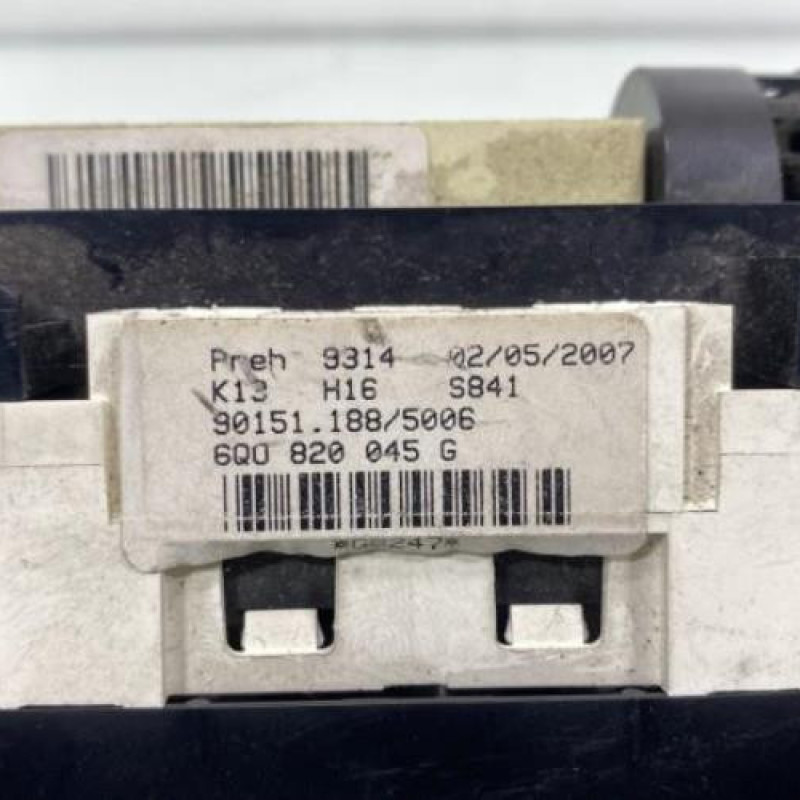 Preh 9314 02/05/2007
K13 H16 S841
90151.188/5006
6Q0 820 045 G